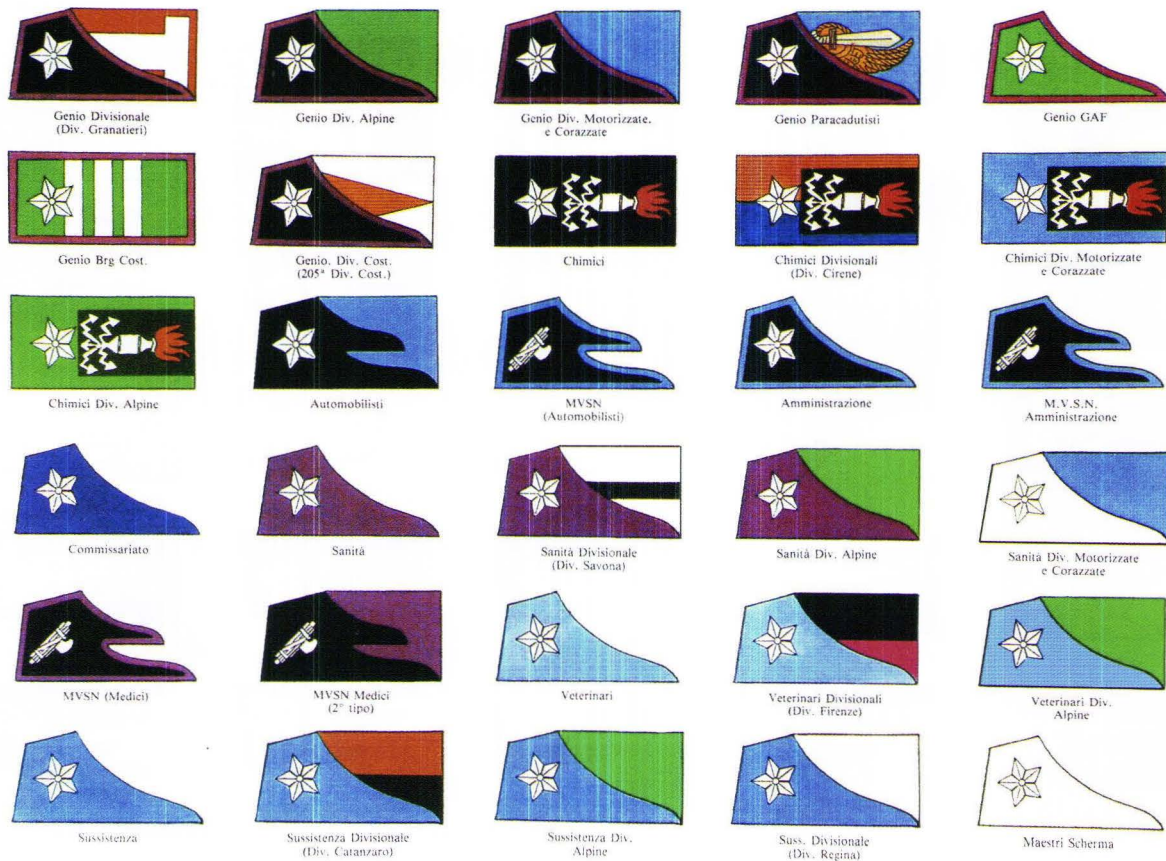 Genio Divisionale
(Div. Granatieri)
Genio Div. Alpine
Genio Div. Motorizzate.
e Corazzate
Genio Paracadutisti
Genio GAF
Genio Brg Cost.
Genio. Div. Cost.
(205ª Div. Cost.)
Chimici
Chimici Divisionali
(Div. Cirene)
Chimici Div. Motorizzate
e Corazzate
Chimici Div. Alpine
Automobilisti
MVSN
(Automobilisti)
Amministrazione
M.V.S.N.
Amministrazione
Commissariato
Sanità
Sanità Divisionale
(Div. Savona)
Sanità Div. Alpine
Sanità Div. Motorizzate
e Corazzate
MVSN (Medici)
MVSN Medici
(2° tipo)
Veterinari
Veterinari Divisionali
(Div. Firenze)
Veterinari Div.
Alpine
Sussistenza
Sussistenza Divisionale
(Div. Catanzaro)
Sussistenza Div.
Alpine
Suss. Divisionale
(Div. Regina)
Maestri Scherma